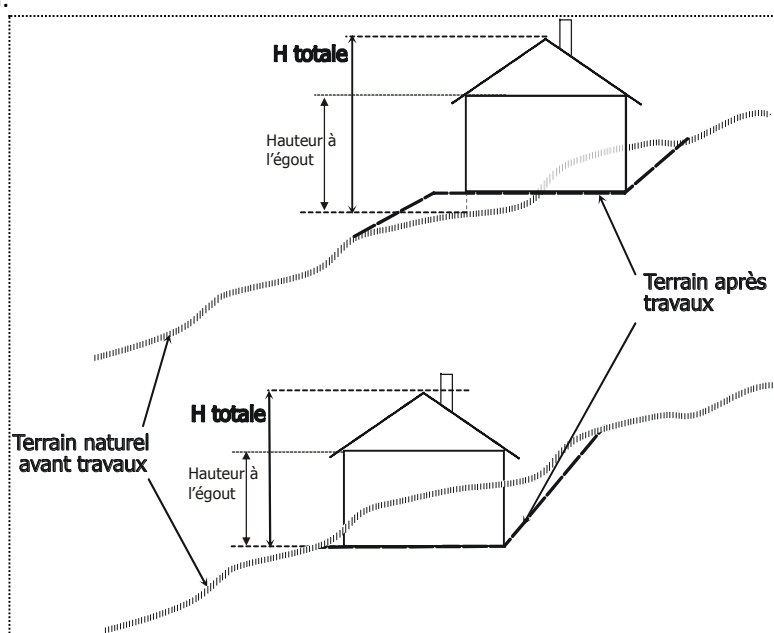 H totale
Hauteur à
l'égout
Terrain après
travaux
H totale
Terrain naturel
avant travaux
Hauteur à
l'égout